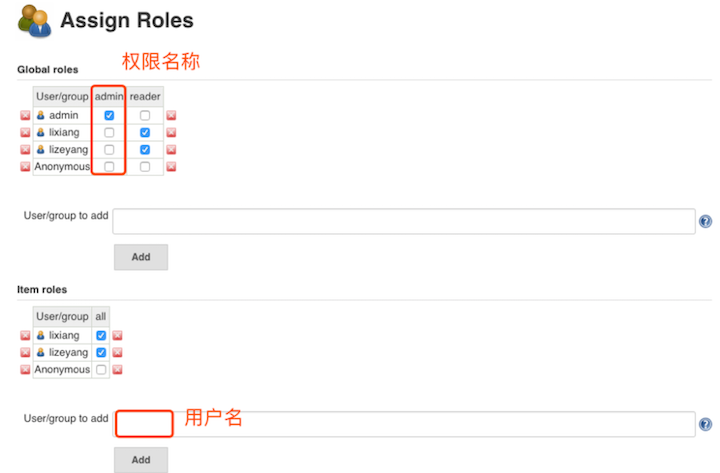 Assign Roles
权限名称
Global roles
User/group admin reader
admin
lixiang
lizeyang
Anonymous
User/group to add
Add
Item roles
User/group all
lixiang
lizeyang
Anonymous
User/group to add 用户名
Add